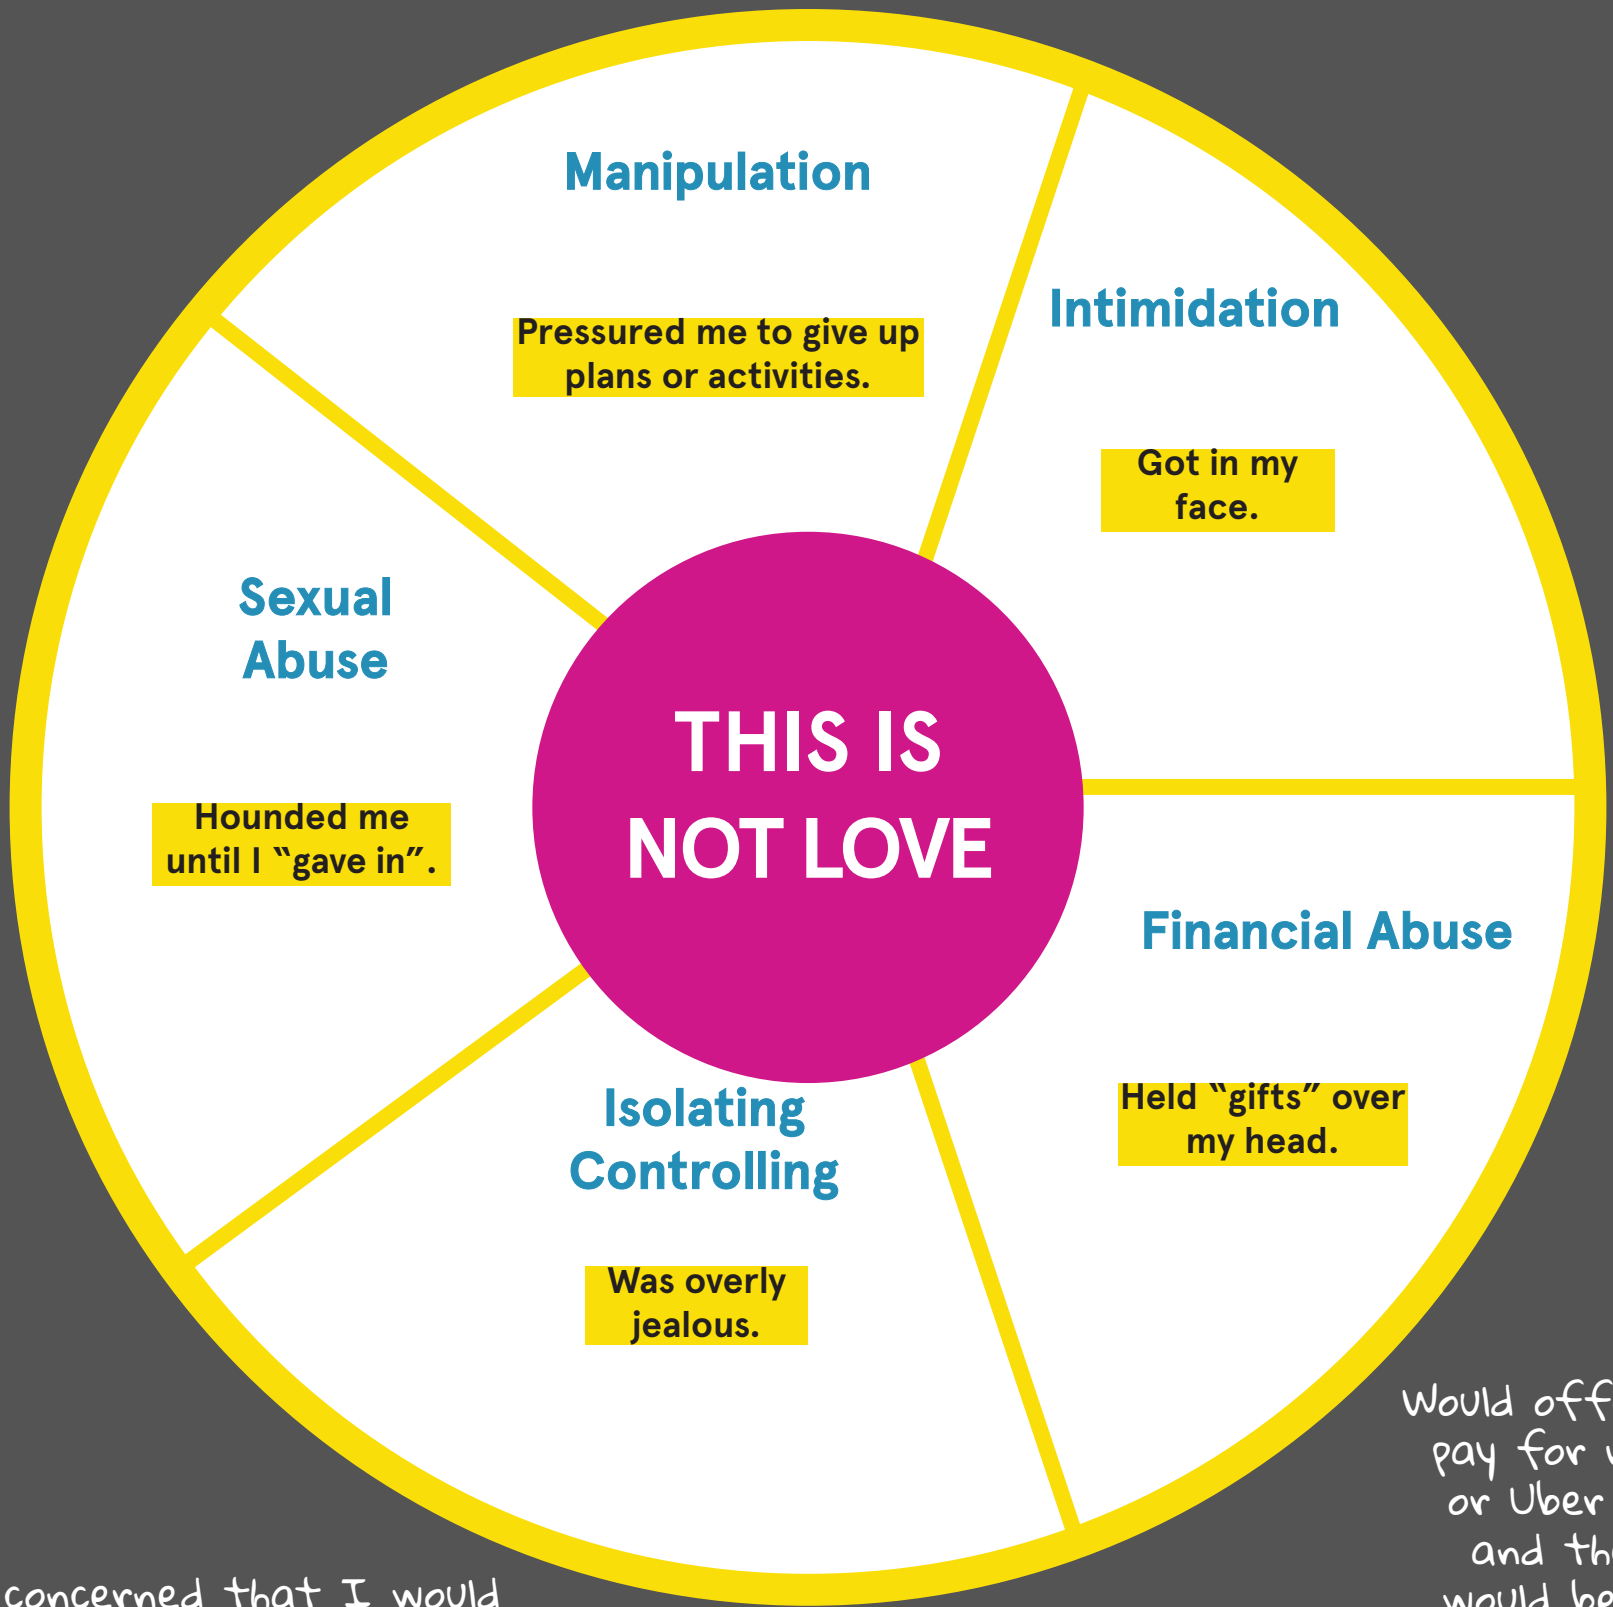 Manipulation
Pressured me to give up
plans or activities.
Intimidation
Got in my
face.
Sexual
Abuse
Hounded me
until I “gave in”.
THIS IS
NOT LOVE
Financial Abuse
Held “gifts” over
my head.
Isolating
Controlling
Was overly
jealous.
Would
pay for
or Uber
and
would
concerned that I would